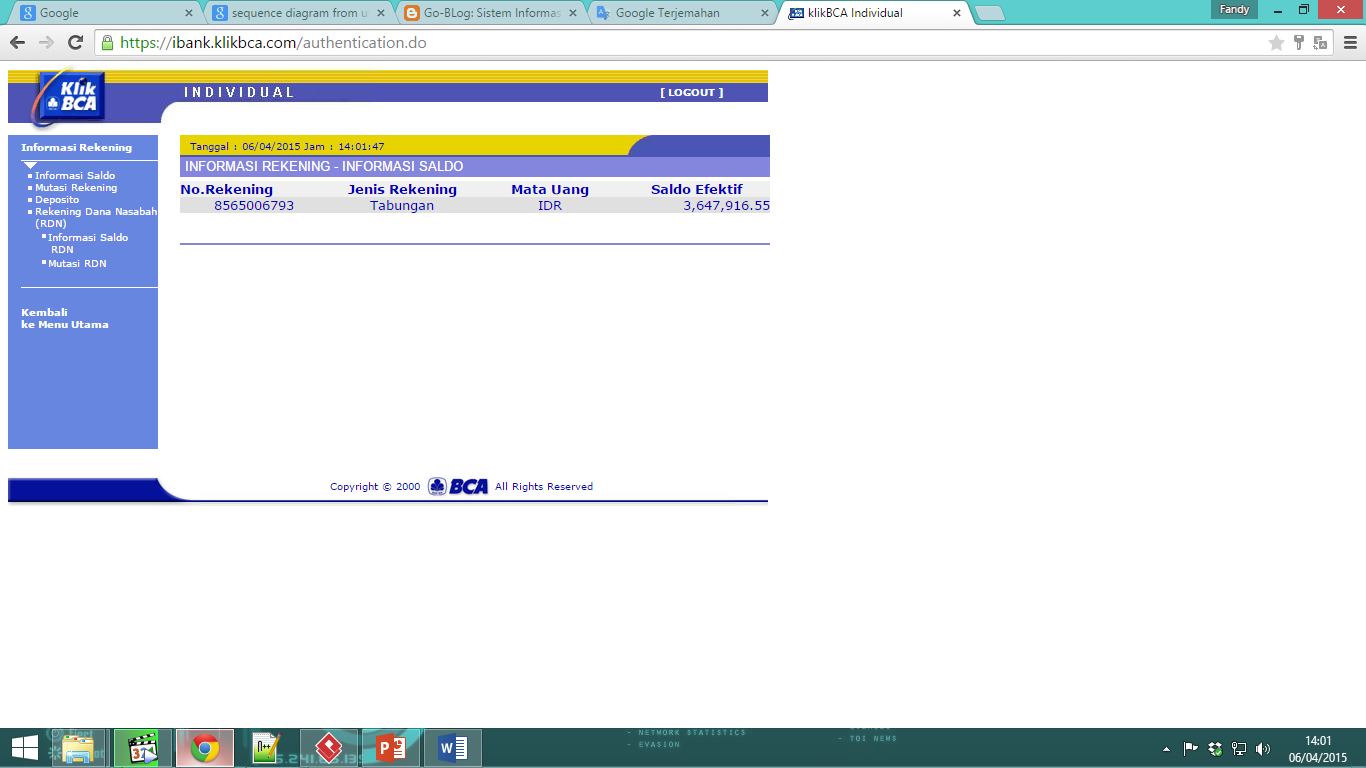 Google
sequence diagram from u
Go-BLog: Sistem Informas
Google Terjemahan
klikBCA Individual
Fandy
https://ibank.klikbca.com/authentication.do
Klik
BCA
INDIVIDUAL
[ LOGOUT ]
Informasi Rekening
Informasi Saldo
Mutasi Rekening
Deposito
Rekening Dana Nasabah
(RDN)
Informasi Saldo
RDN
Mutasi RDN
Kembali
ke Menu Utama
Tanggal : 06/04/2015 Jam : 14:01:47
INFORMASI REKENING - INFORMASI SALDO
No.Rekening Jenis Rekening Mata Uang Saldo Efektif
8565006793 Tabungan IDR 3,647,916.55
Copyright © 2000 BCA All Rights Reserved
- NETWORK STATISTICS
- EVASION
- TOI NEWS
14:01
06/04/2015